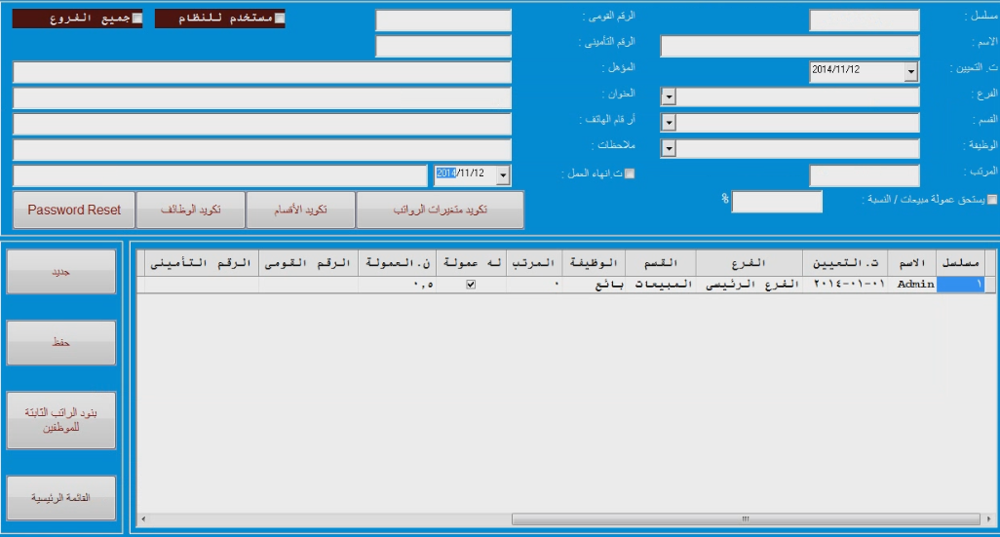 مسلسل :
الرقم القومى :
مستخدم للنظام
جميع الفروع
الاسم :
الرقم التأمينى :
ت. التعيين :
2014/11/12
المؤهل :
الفرع :
العنوان :
القسم :
أرقام الهاتف :
الوظيفة :
ملاحظات :
المرتب :
ت.إنهاء العمل :
2014/11/12
يستحق عمولة مبيعات / النسبة :
%
تكويد متغيرات الرواتب
تكويد الأقسام
تكويد الوظائف
Password Reset
مسلسل الاسم ت.التعيين الفرع القسم الوظيفة المرتب له عمولة ن.العمولة الرقم القومى الرقم التأمينى
١ Admin ٢٠١٤-٠١-٠١ الفرع الرئيسى المبيعات بائع ٠ ٠,٥
جديد
حفظ
بنود الراتب الثابتة
للموظفين
القائمة الرئيسية